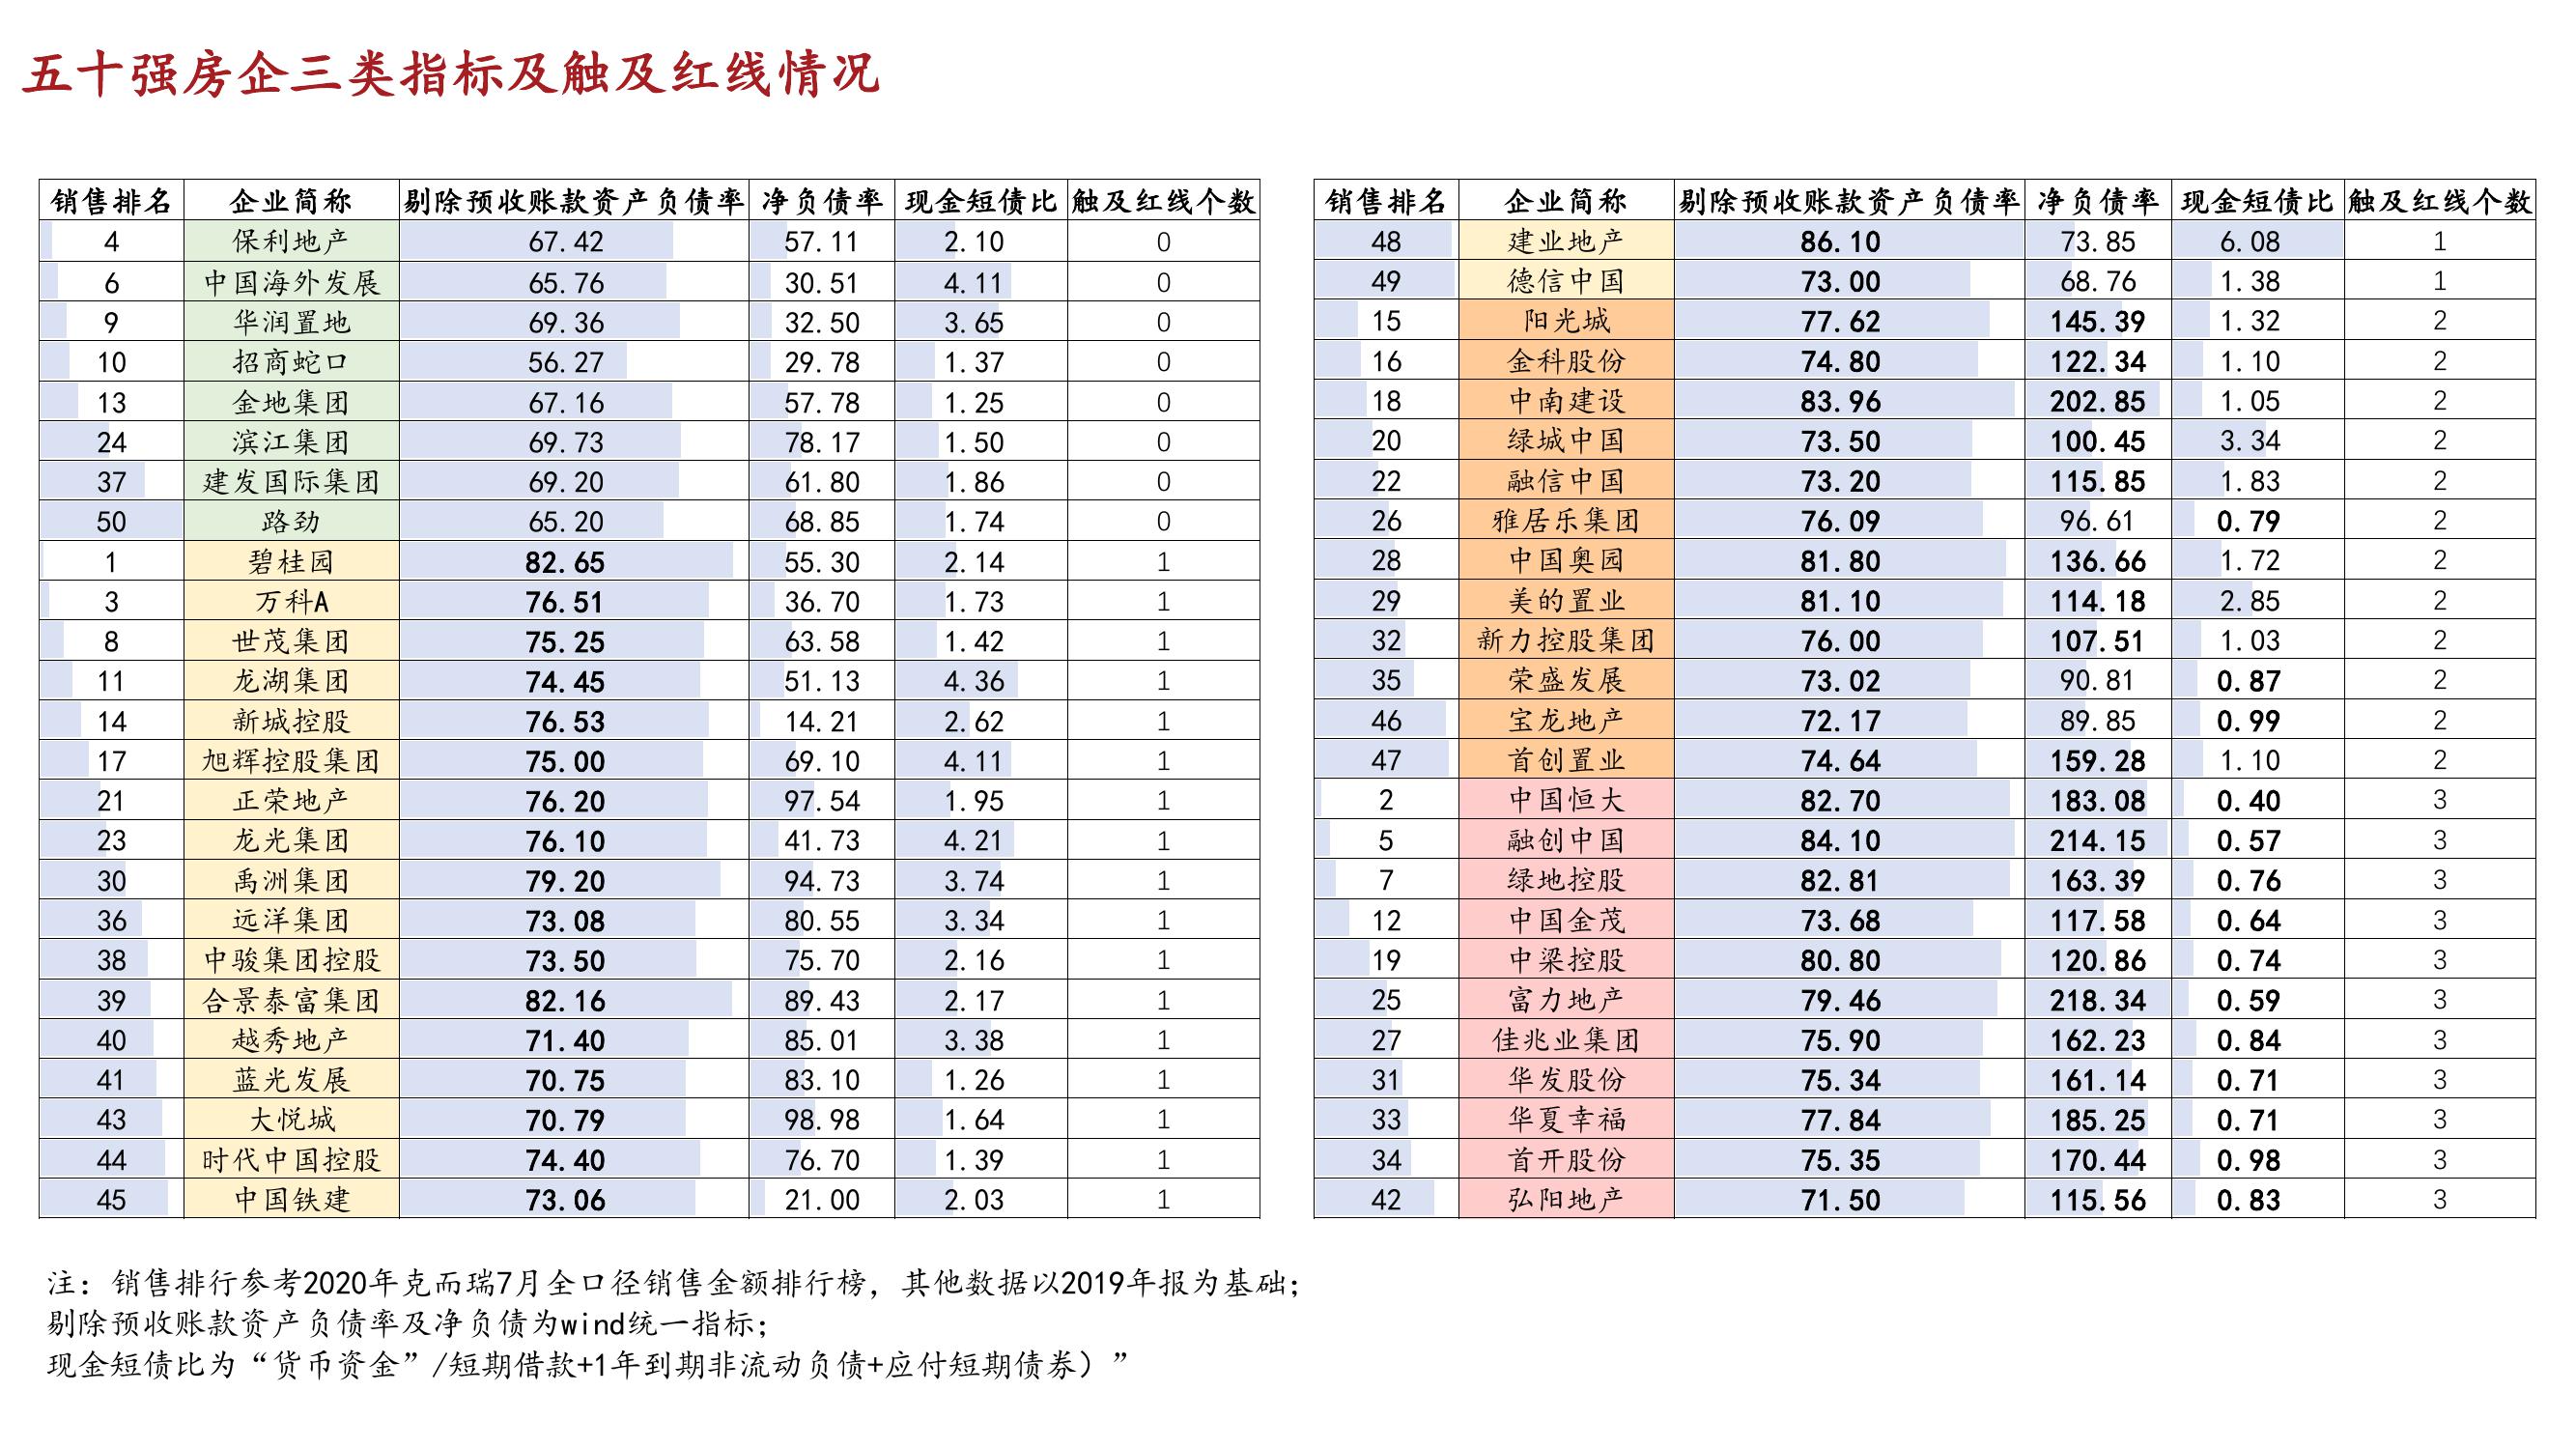 五十强房企三类指标及触及红线情况
销售排名 企业简称 剔除预收账款资产负债率 净负债率 现金短债比 触及红线个数
4 保利地产 67.42 57.11 2.10 0
6 中国海外发展 65.76 30.51 4.11 0
9 华润置地 69.36 32.50 3.65 0
10 招商蛇口 56.27 29.78 1.37 0
13 金地集团 67.16 57.78 1.25 0
24 滨江集团 69.73 78.17 1.50 0
37 建发国际集团 69.20 61.80 1.86 0
50 路劲 65.20 68.85 1.74 0
1 碧桂园 82.65 55.30 2.14 1
3 万科A 76.51 36.70 1.73 1
8 世茂集团 75.25 63.58 1.42 1
11 龙湖集团 74.45 51.13 4.36 1
14 新城控股 76.53 14.21 2.62 1
17 旭辉控股集团 75.00 69.10 4.11 1
21 正荣地产 76.20 97.54 1.95 1
23 龙光集团 76.10 41.73 4.21 1
30 禹洲集团 79.20 94.73 3.74 1
36 远洋集团 73.08 80.55 3.34 1
38 中骏集团控股 73.50 75.70 2.16 1
39 合景泰富集团 82.16 89.43 2.17 1
40 越秀地产 71.40 85.01 3.38 1
41 蓝光发展 70.75 83.10 1.26 1
43 大悦城 70.79 98.98 1.64 1
44 时代中国控股 74.40 76.70 1.39 1
45 中国铁建 73.06 21.00 2.03 1
销售排名 企业简称 剔除预收账款资产负债率 净负债率 现金短债比 触及红线个数
48 建业地产 86.10 73.85 6.08 1
49 德信中国 73.00 68.76 1.38 1
15 阳光城 77.62 145.39 1.32 2
16 金科股份 74.80 122.34 1.10 2
18 中南建设 83.96 202.85 1.05 2
20 绿城中国 73.50 100.45 3.34 2
22 融信中国 73.20 115.85 1.83 2
26 雅居乐集团 76.09 96.61 0.79 2
28 中国奥园 81.80 136.66 1.72 2
29 美的置业 81.10 114.18 2.85 2
32 新力控股集团 76.00 107.51 1.03 2
35 荣盛发展 73.02 90.81 0.87 2
46 宝龙地产 72.17 89.85 0.99 2
47 首创置业 74.64 159.28 1.10 2
2 中国恒大 82.70 183.08 0.40 3
5 融创中国 84.10 214.15 0.57 3
7 绿地控股 82.81 163.39 0.76 3
12 中国金茂 73.68 117.58 0.64 3
19 中梁控股 80.80 120.86 0.74 3
25 富力地产 79.46 218.34 0.59 3
27 佳兆业集团 75.90 162.23 0.84 3
31 华发股份 75.34 161.14 0.71 3
33 华夏幸福 77.84 185.25 0.71 3
34 首开股份 75.35 170.44 0.98 3
42 弘阳地产 71.50 115.56 0.83 3
注：销售排行参考2020年克而瑞7月全口径销售金额排行榜，其他数据以2019年报为基础；
剔除预收账款资产负债率及净负债为wind统一指标；
现金短债比为“货币资金”/短期借款+1年到期非流动负债+应付短期债券）”